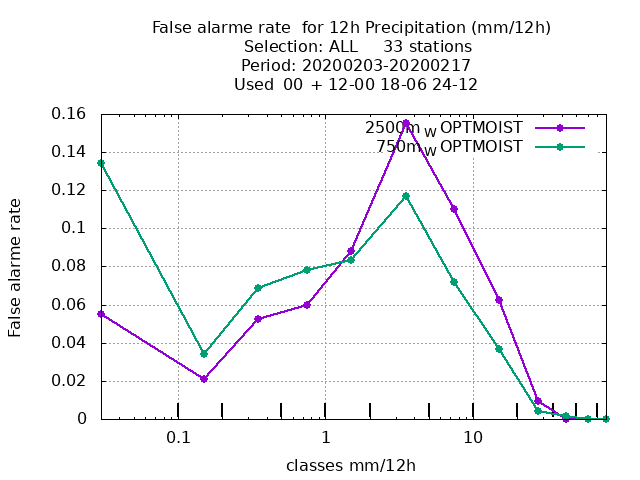 False alarme rate  for 12h Precipitation (mm/12h)
Selection: ALL     33 stations
Period: 20200203-20200217
Used  00  + 12-00 18-06 24-12
2500m W OPTMOIST
750m W OPTMOIST
0.16
0.14
0.12
0.1
0.08
0.06
0.04
0.02
0
False alarme rate
0.1 1 10
classes mm/12h